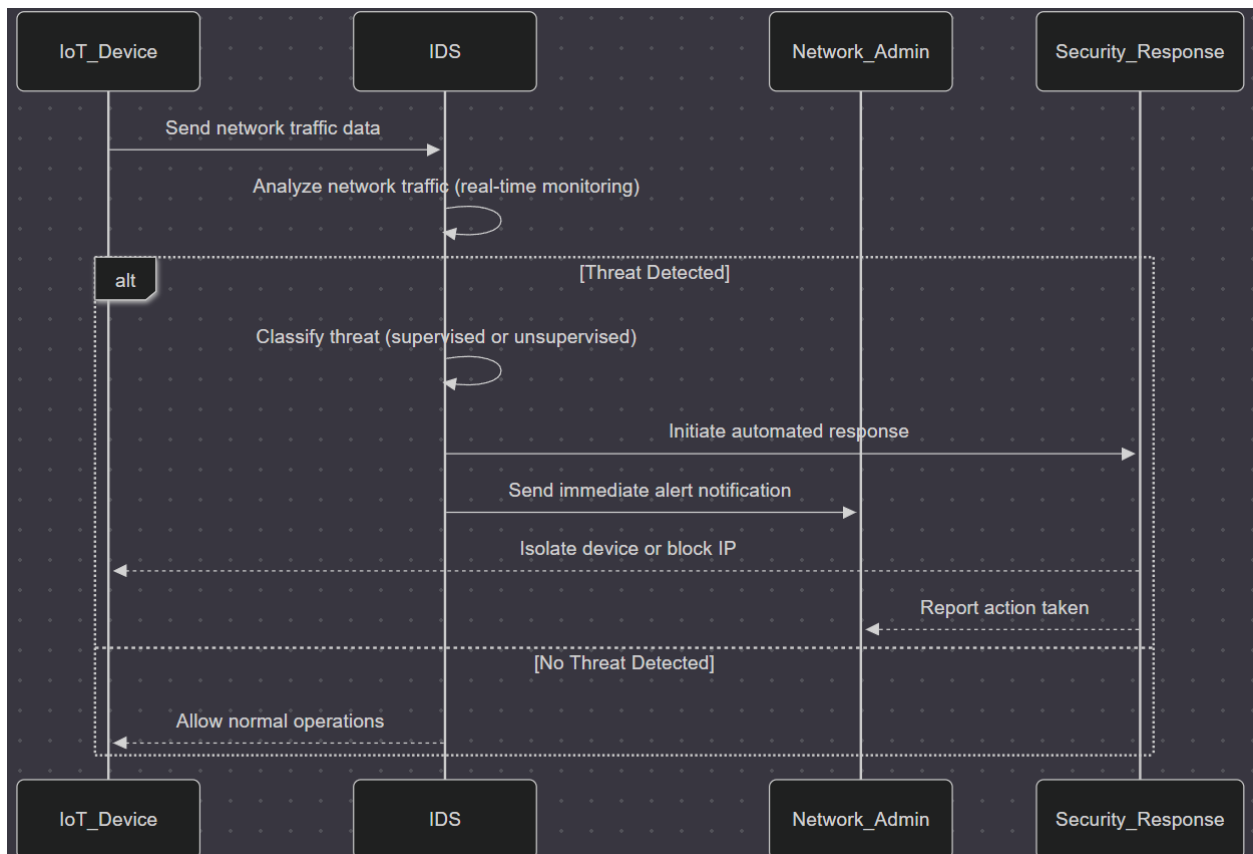 IoT_Device
IDS
Network_Admin
Security_Response
Send network traffic data
Analyze network traffic (real-time monitoring)
alt
[Threat Detected]
Classify threat (supervised or unsupervised)
Initiate automated response
Send immediate alert notification
Isolate device or block IP
Report action taken
[No Threat Detected]
Allow normal operations
IoT_Device
IDS
Network_Admin
Security_Response